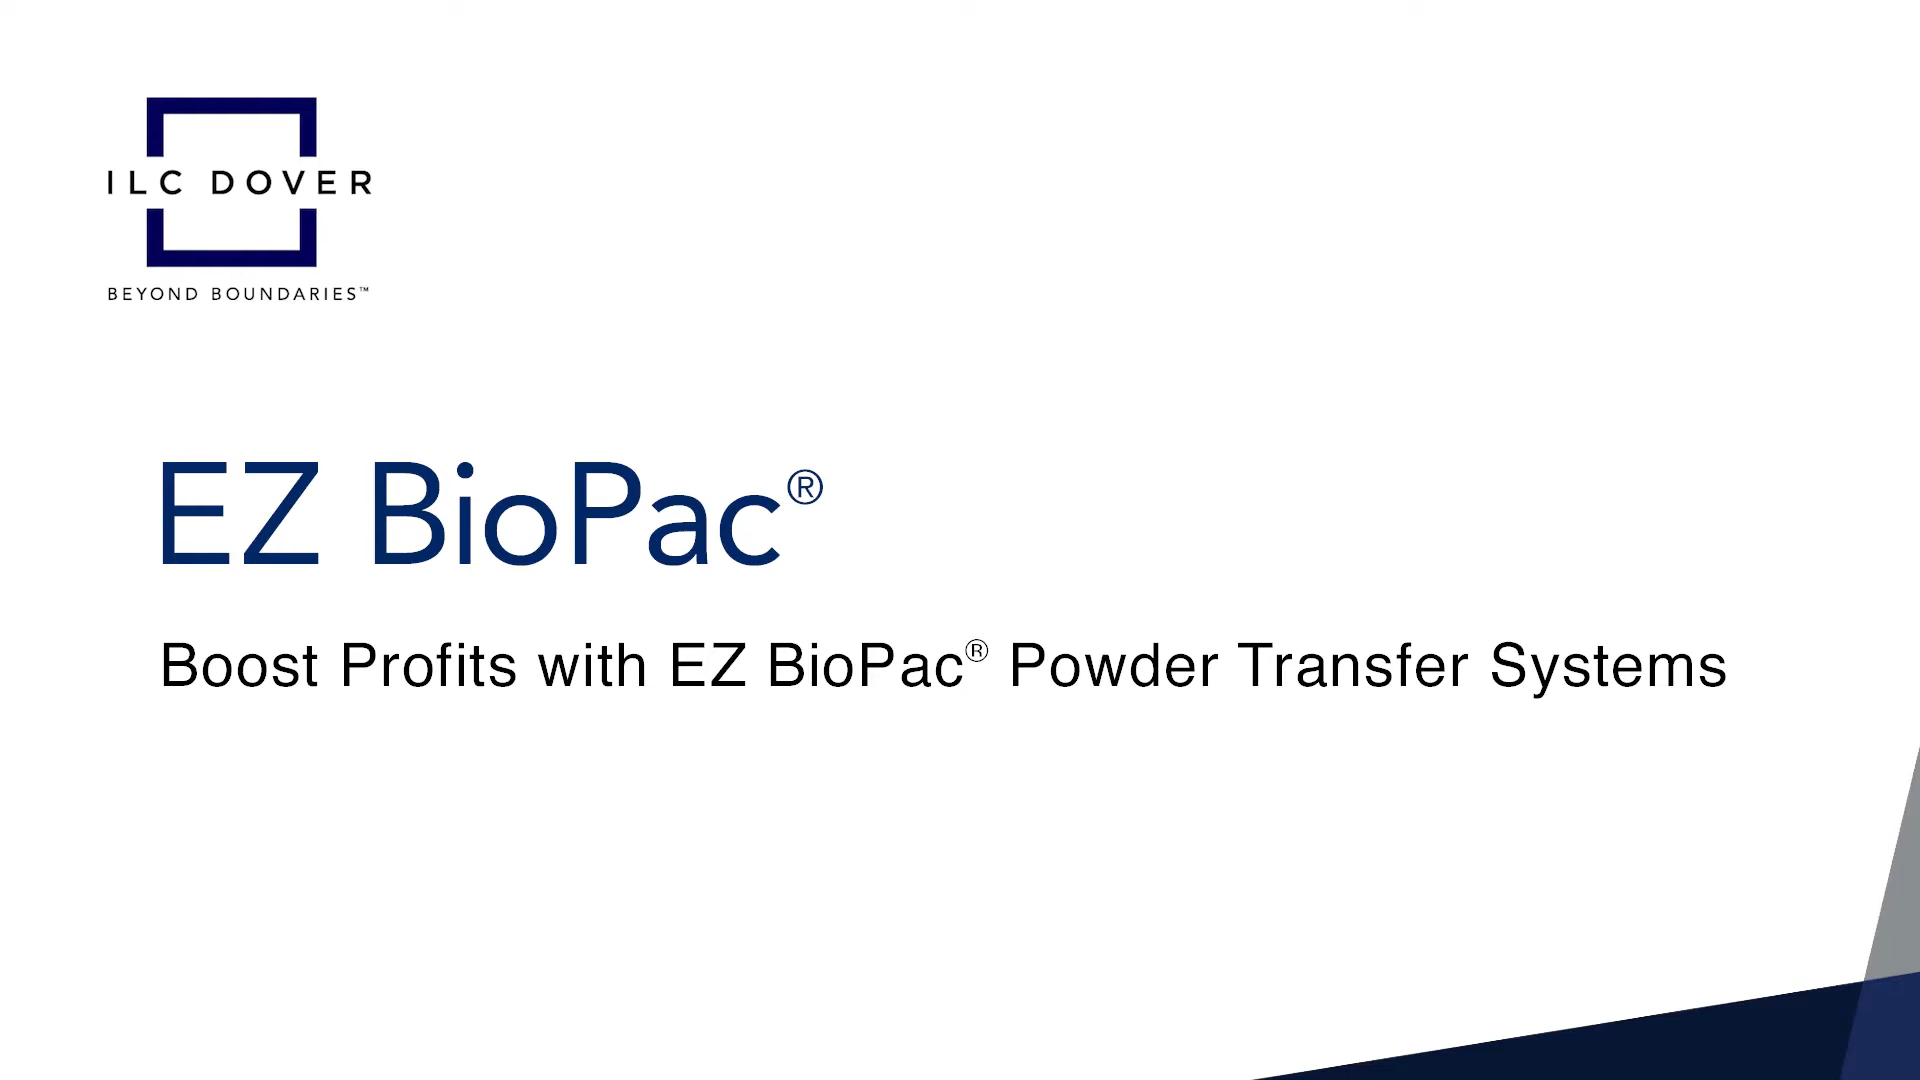 ILC DOVER
BEYOND BOUNDARIES™
EZ BioPac®
Boost Profits with EZ BioPac® Powder Transfer Systems